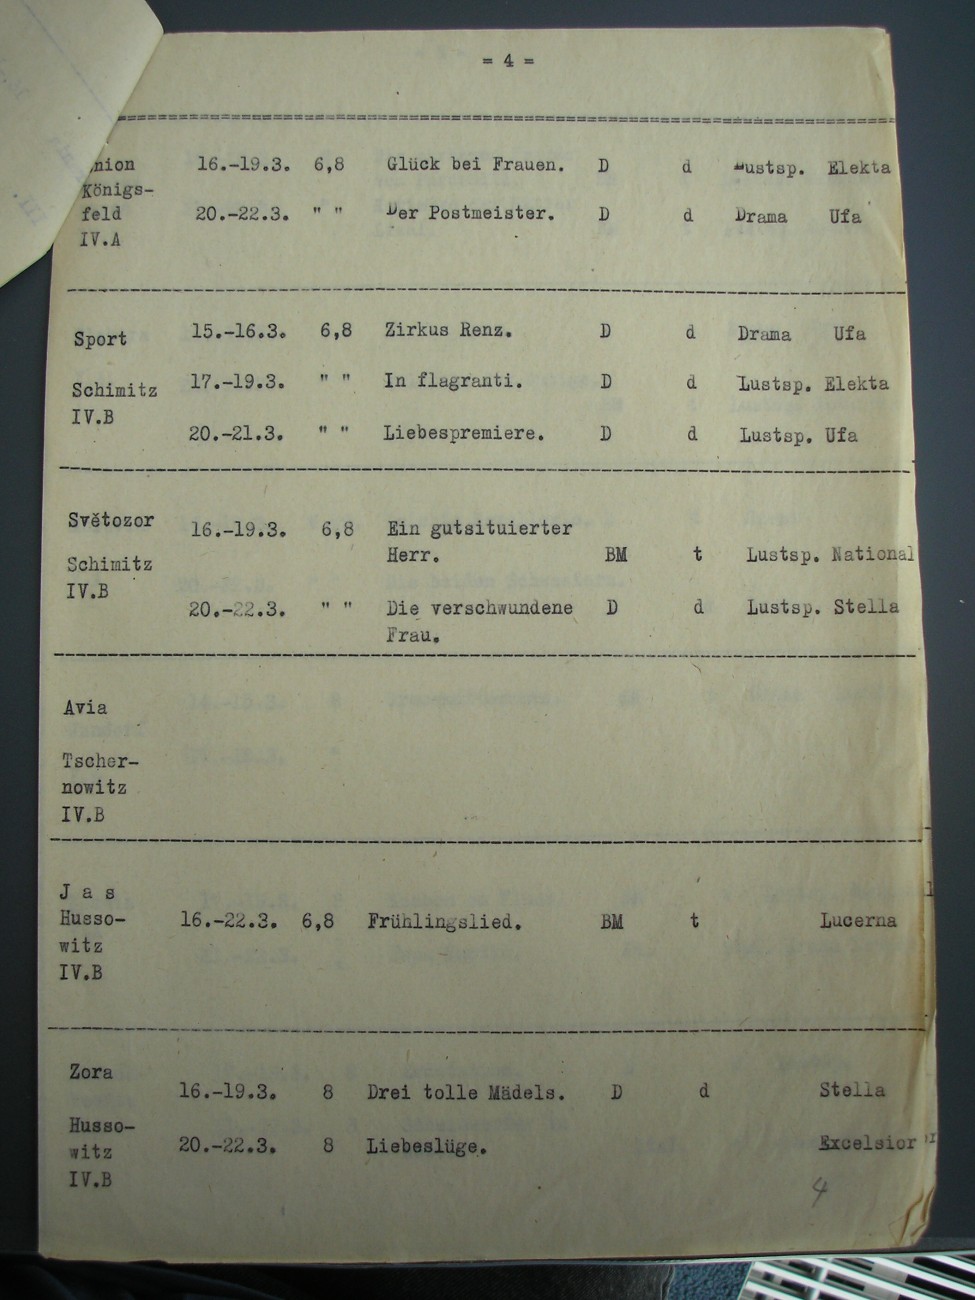 = 4 =
Union 16.-19.3. 6,8 Glück bei Frauen. D d Lustsp. Elekta
Königs-
feld 20.-22.3. " " Der Postmeister. D d Drama Ufa
IV.A
Sport 15.-16.3. 6,8 Zirkus Renz. D d Drama Ufa
Schimitz 17.-19.3. " " In flagranti. D d Lustsp. Elekta
IV.B
20.-21.3. " " Liebespremiere. D d Lustsp. Ufa
Světozor 16.-19.3. 6,8 Ein gutsituierter
Schimitz Herr. BM t Lustsp. National
IV.B
20.-22.3. " " Die verschwundene D d Lustsp. Stella
Frau.
Avia
Tscher-
nowitz
IV.B
J a s
Husso- 16.-22.3. 6,8 Frühlingslied. BM t Lucerna
witz
IV.B
Zora
16.-19.3. 8 Drei tolle Mädels. D d Stella
Husso-
witz 20.-22.3. 8 Liebeslüge. Excelsior
IV.B
4